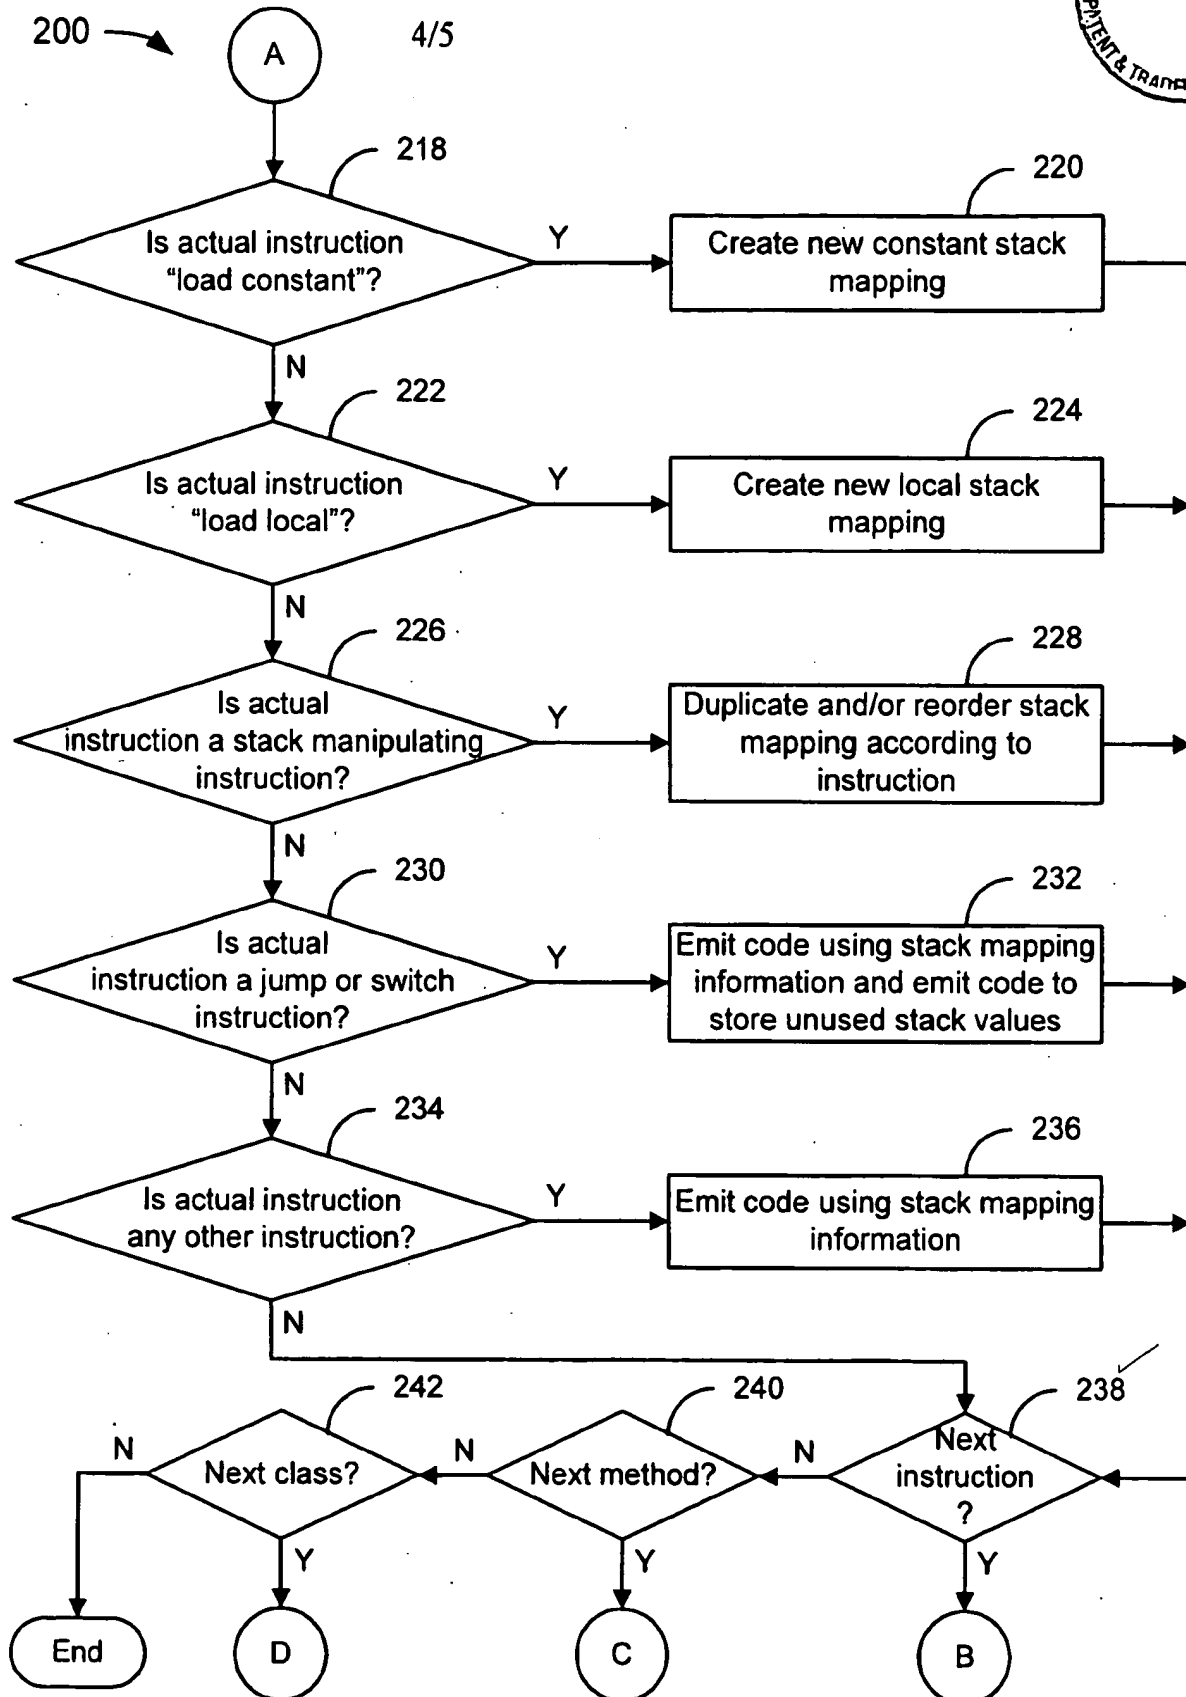 200
A
4/5
PATENT &
218
Is actual instruction
“load constant”?
Y
220
Create new constant stack
mapping
N
222
Is actual instruction
“load local”?
Y
224
Create new local stack
mapping
N
226
Is actual
instruction a stack manipulating
instruction?
Y
228
Duplicate and/or reorder stack
mapping according to
instruction
N
230
Is actual
instruction a jump or switch
instruction?
Y
232
Emit code using stack mapping
information and emit code to
store unused stack values
N
234
Is actual instruction
any other instruction?
Y
236
Emit code using stack mapping
information
N
242
240
238
N
Next class?
N
Next method?
N
Next
instruction
?
Y
Y
Y
End
D
C
B